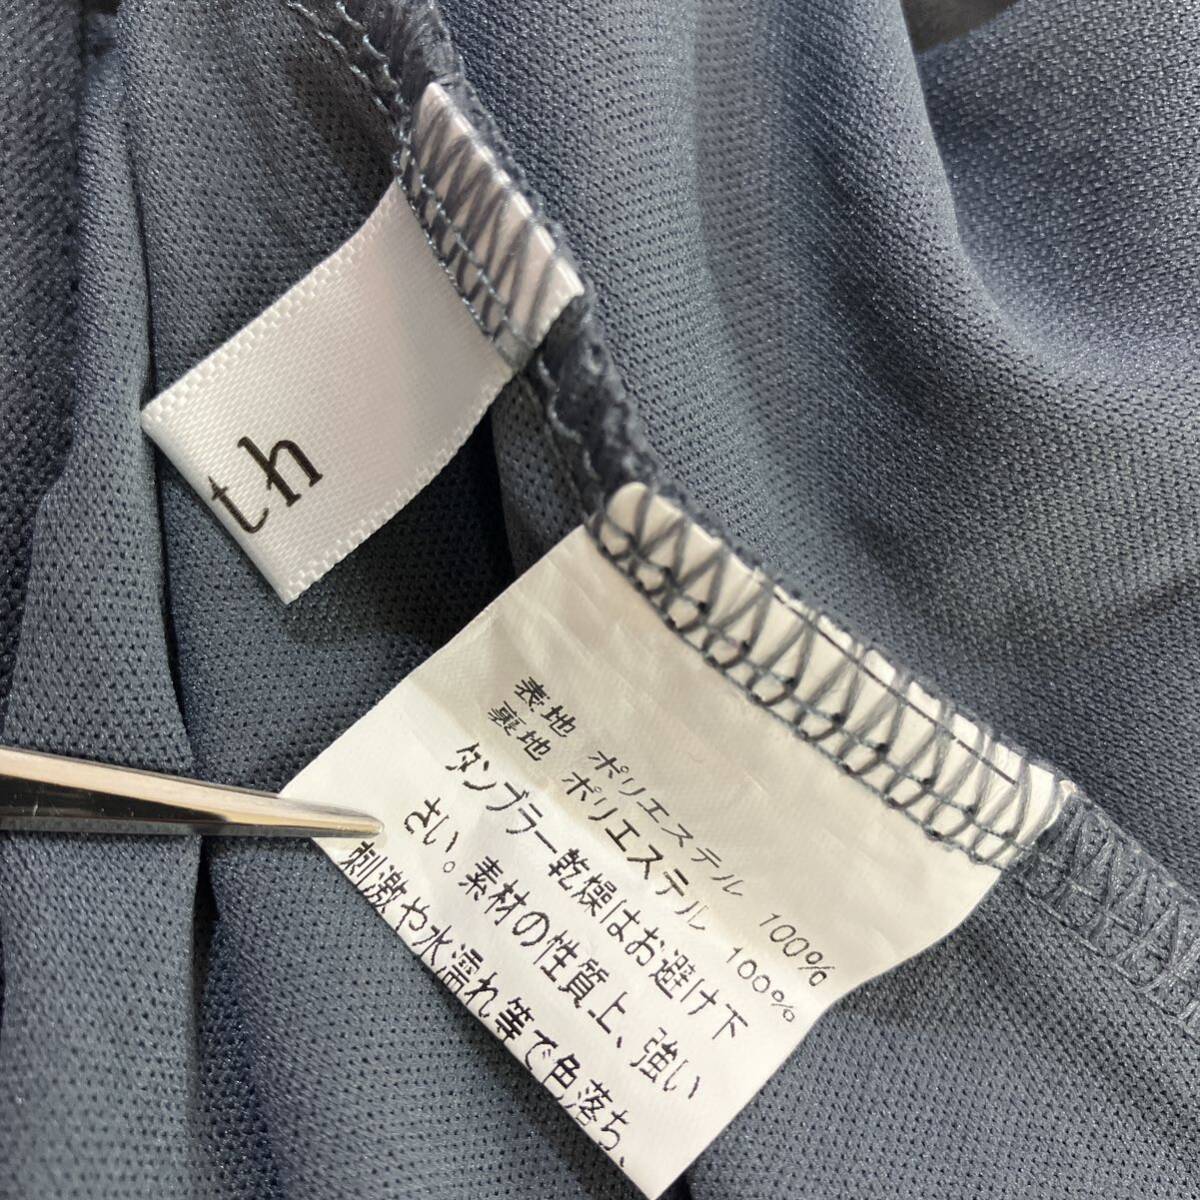 th
表地 ポリエステル 100%
裏地 ポリエステル 100%
タンブラー乾燥はお避け下
さい。素材の性質上、強い
刺激や水濡れ等で色落ち、